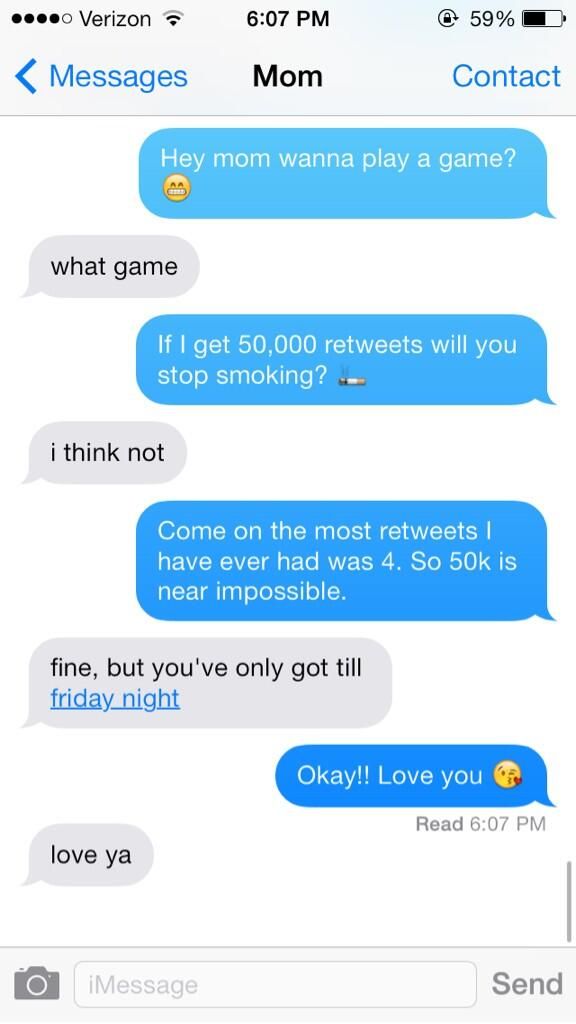 Verizon 6:07 PM 59%
Messages Mom Contact
Hey mom wanna play a game?
😁
what game
If I get 50,000 retweets will you
stop smoking? 🚬
i think not
Come on the most retweets I
have ever had was 4. So 50k is
near impossible.
fine, but you've only got till
friday night
Okay!! Love you 😘
Read 6:07 PM
love ya
iMessage Send